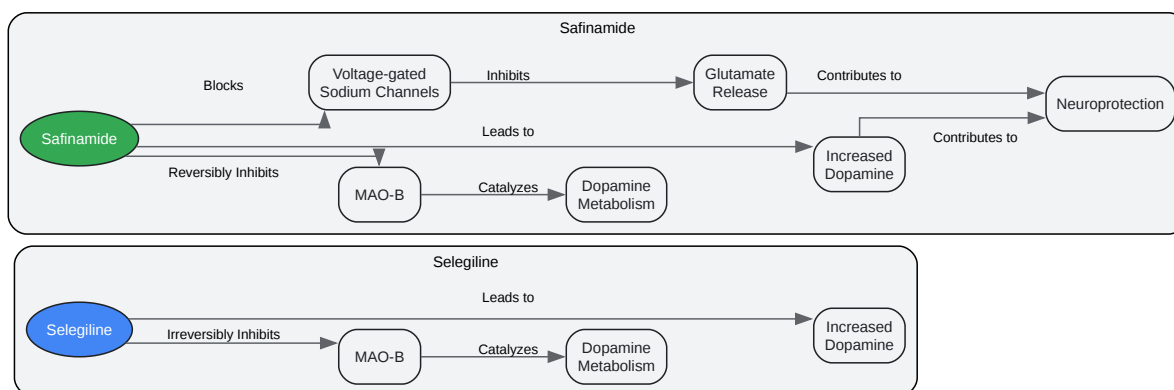 Safinamide
Blocks
Voltage-gated
Sodium Channels
Inhibits
Glutamate
Release
Contributes to
Neuroprotection
Safinamide
Leads to
Increased
Dopamine
Contributes to
Reversibly Inhibits
MAO-B
Catalyzes
Dopamine
Metabolism
Selegiline
Leads to
Selegiline
Irreversibly Inhibits
MAO-B
Catalyzes
Dopamine
Metabolism
Increased
Dopamine